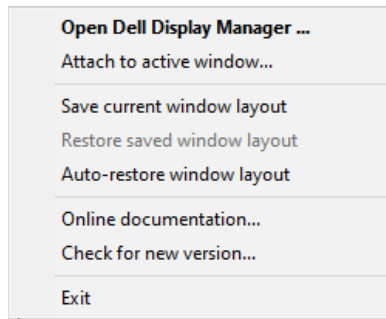 Open Dell Display Manager ...
Attach to active window...
Save current window layout
Restore saved window layout
Auto-restore window layout
Online documentation...
Check for new version...
Exit